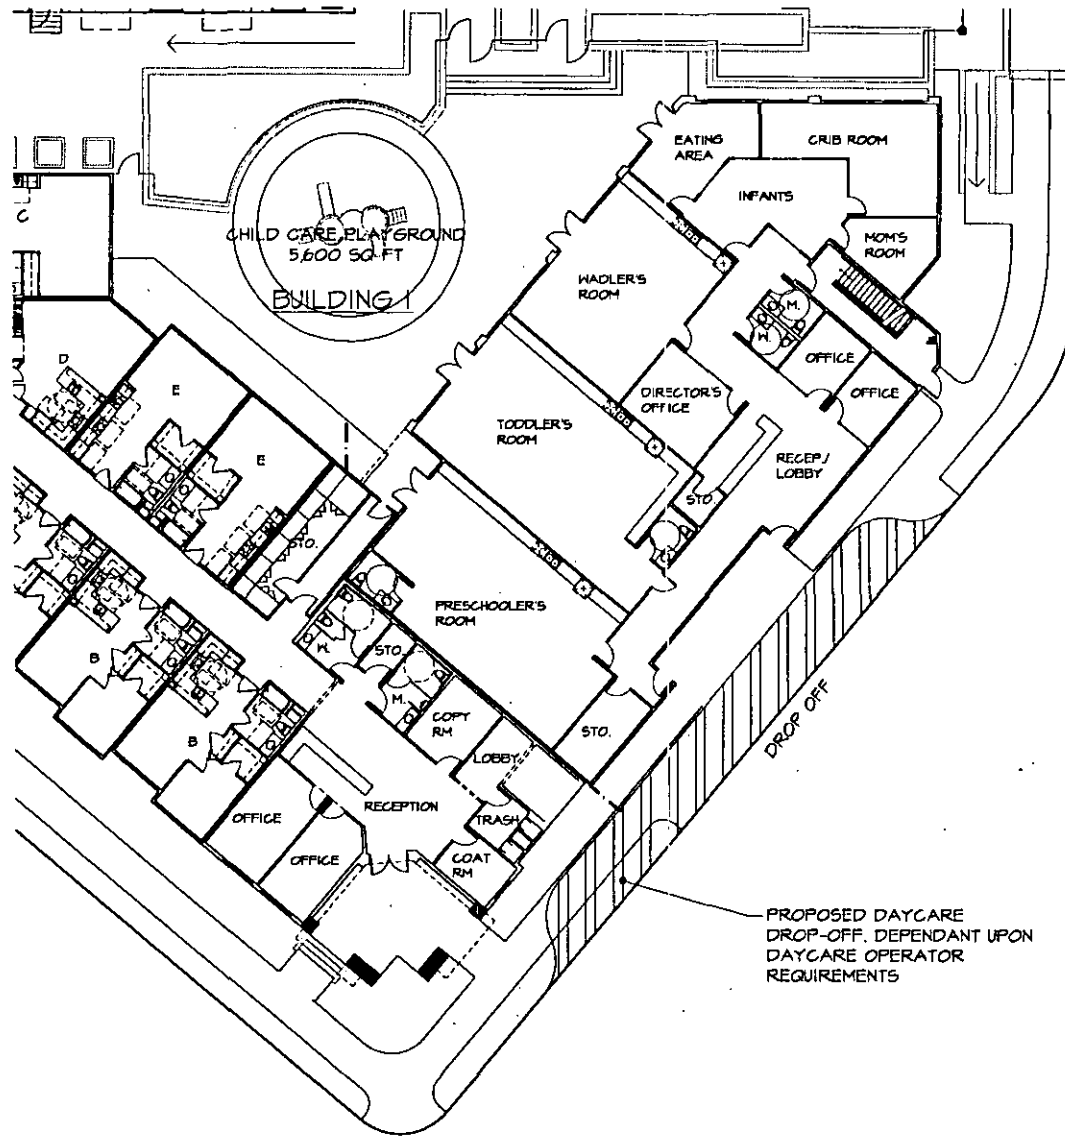 EATING
AREA
CRIB ROOM
INFANTS
C
CHILD CARE PLAYGROUND
5,600 SQ FT
BUILDING 1
MOM'S
ROOM
WADLER'S
ROOM
M.
W.
OFFICE
D
E
DIRECTOR'S
OFFICE
OFFICE
TODDLER'S
ROOM
E
RECEP./
LOBBY
STO.
STO.
PRESCHOOLER'S
ROOM
W.
STO.
B
M.
COPY
RM
STO.
DROP OFF
B
LOBBY
RECEPTION
OFFICE
TRASH
OFFICE
COAT
RM
PROPOSED DAYCARE
DROP-OFF. DEPENDANT UPON
DAYCARE OPERATOR
REQUIREMENTS